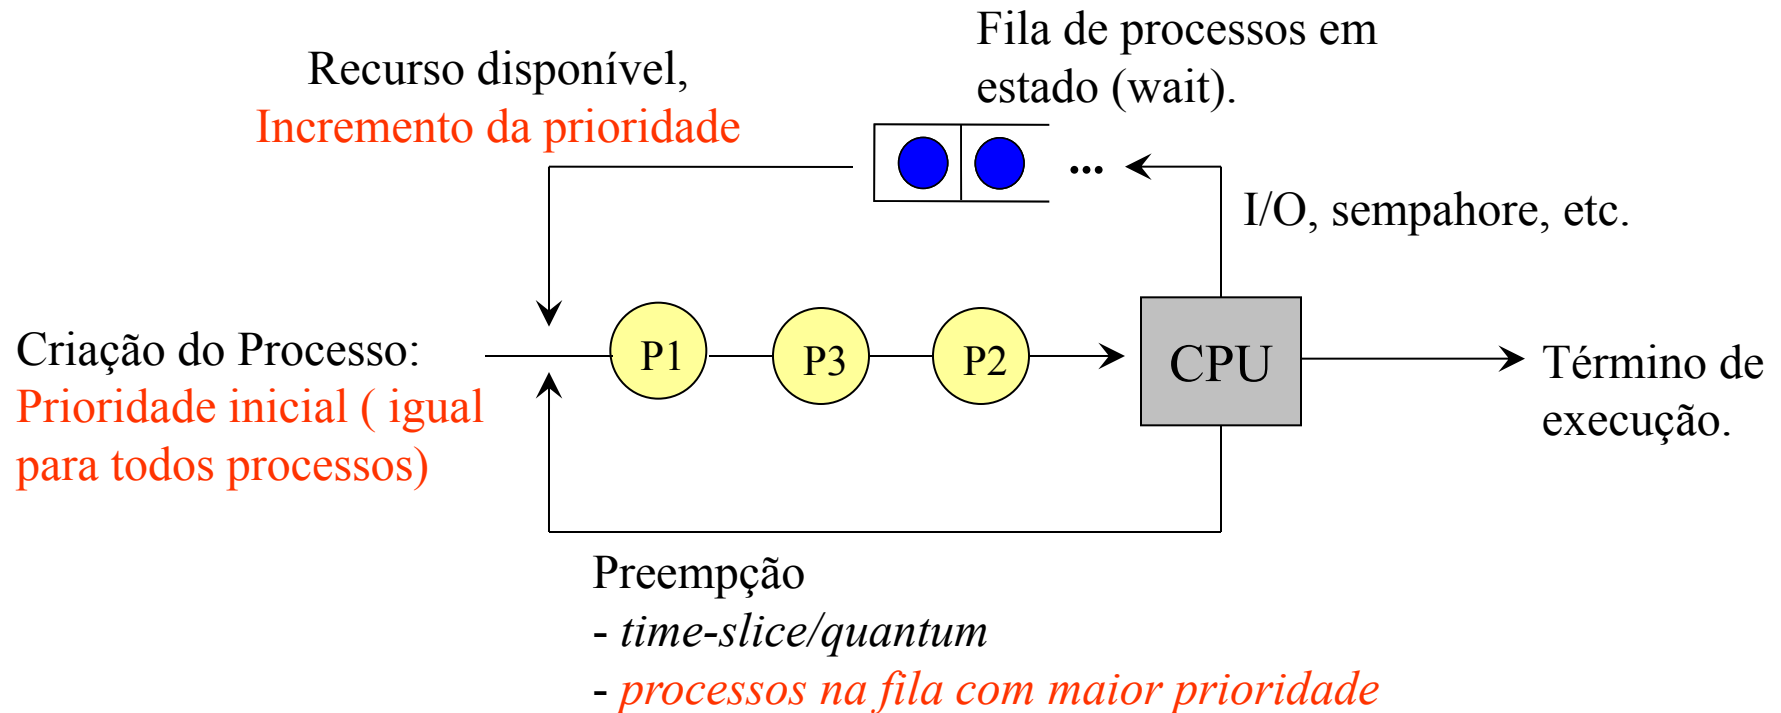 Fila de processos em
estado (wait).
Recurso disponível,
Incremento da prioridade
...
I/O, sempahore, etc.
Criação do Processo:
Prioridade inicial ( igual
para todos processos)
P1
P3
P2
CPU
Término de
execução.
Preempção
- time-slice/quantum
- processos na fila com maior prioridade